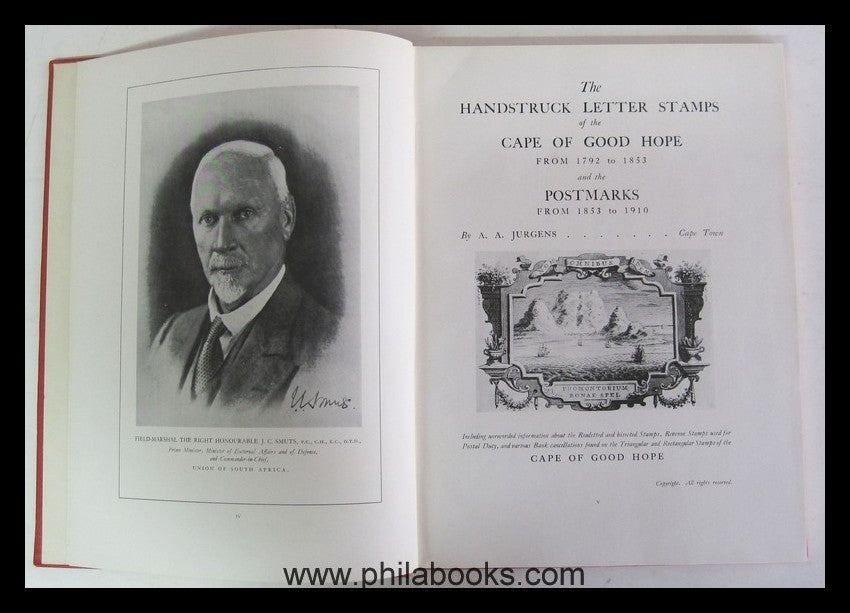 J. C. Smuts.
FIELD-MARSHAL THE RIGHT HONOURABLE J. C. SMUTS, P.C., C.H., K.C., D.T.D.,
Prime Minister, Minister of External Affairs and of Defence,
and Commander-in-Chief,
UNION OF SOUTH AFRICA.
iv
The
HANDSTRUCK LETTER STAMPS
of the
CAPE OF GOOD HOPE
FROM 1792 to 1853
and the
POSTMARKS
FROM 1853 to 1910
By A. A. JURGENS . . . . . . . Cape Town
OMNIBUS
PROMONTORIUM
BONAE SPEI
Including unrecorded information about the Roulstted and bisected Stamps, Revenue Stamps used for
Postal Duty, and various Bank cancellations found on the Triangular and Rectangular Stamps of the
CAPE OF GOOD HOPE
Copyright. All rights reserved.
v
www.philabooks.com